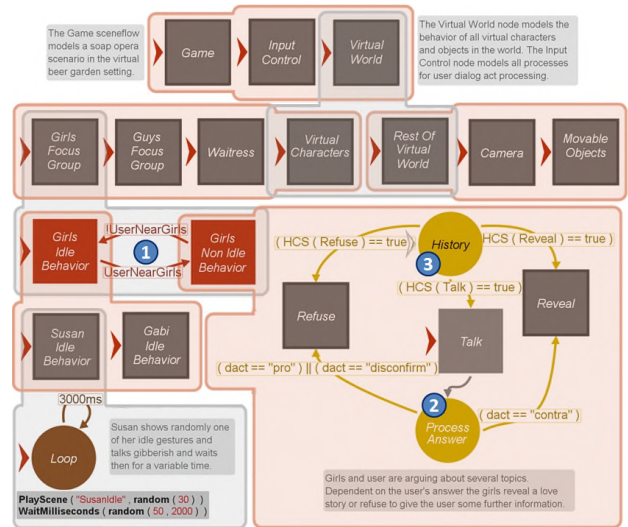 The Game sceneflow
models a soap opera
scenario in the virtual
beer garden setting.
Game
Input
Control
Virtual
World
The Virtual World node models the
behavior of all virtual characters
and objects in the world. The Input
Control node models all processes
for user dialog act processing.
Girls
Focus
Group
Guys
Focus
Group
Waitress
Virtual
Characters
Rest Of
Virtual
World
Camera
Movable
Objects
Girls
Idle
Behavior
!UserNearGirls
1
UserNearGirls
Girls
Non Idle
Behavior
( HCS ( Refuse ) == true)
History
3
HCS ( Reveal ) == true )
( HCS ( Talk ) == true)
Refuse
Talk
Reveal
( dact == "pro" ) || ( dact == "disconfirm" )
2
Process
Answer
( dact == "contra" )
Susan
Idle
Behavior
Gabi
Idle
Behavior
3000ms
Loop
Susan shows randomly one
of her idle gestures and
talks gibberish and waits
then for a variable time.
PlayScene ( "SusanIdle" , random ( 30 ) )
WaitMilliseconds ( random ( 50, 2000 ) )
Girls and user are arguing about several topics.
Dependent on the user's answer the girls reveal a love
story or refuse to give the user some further information.